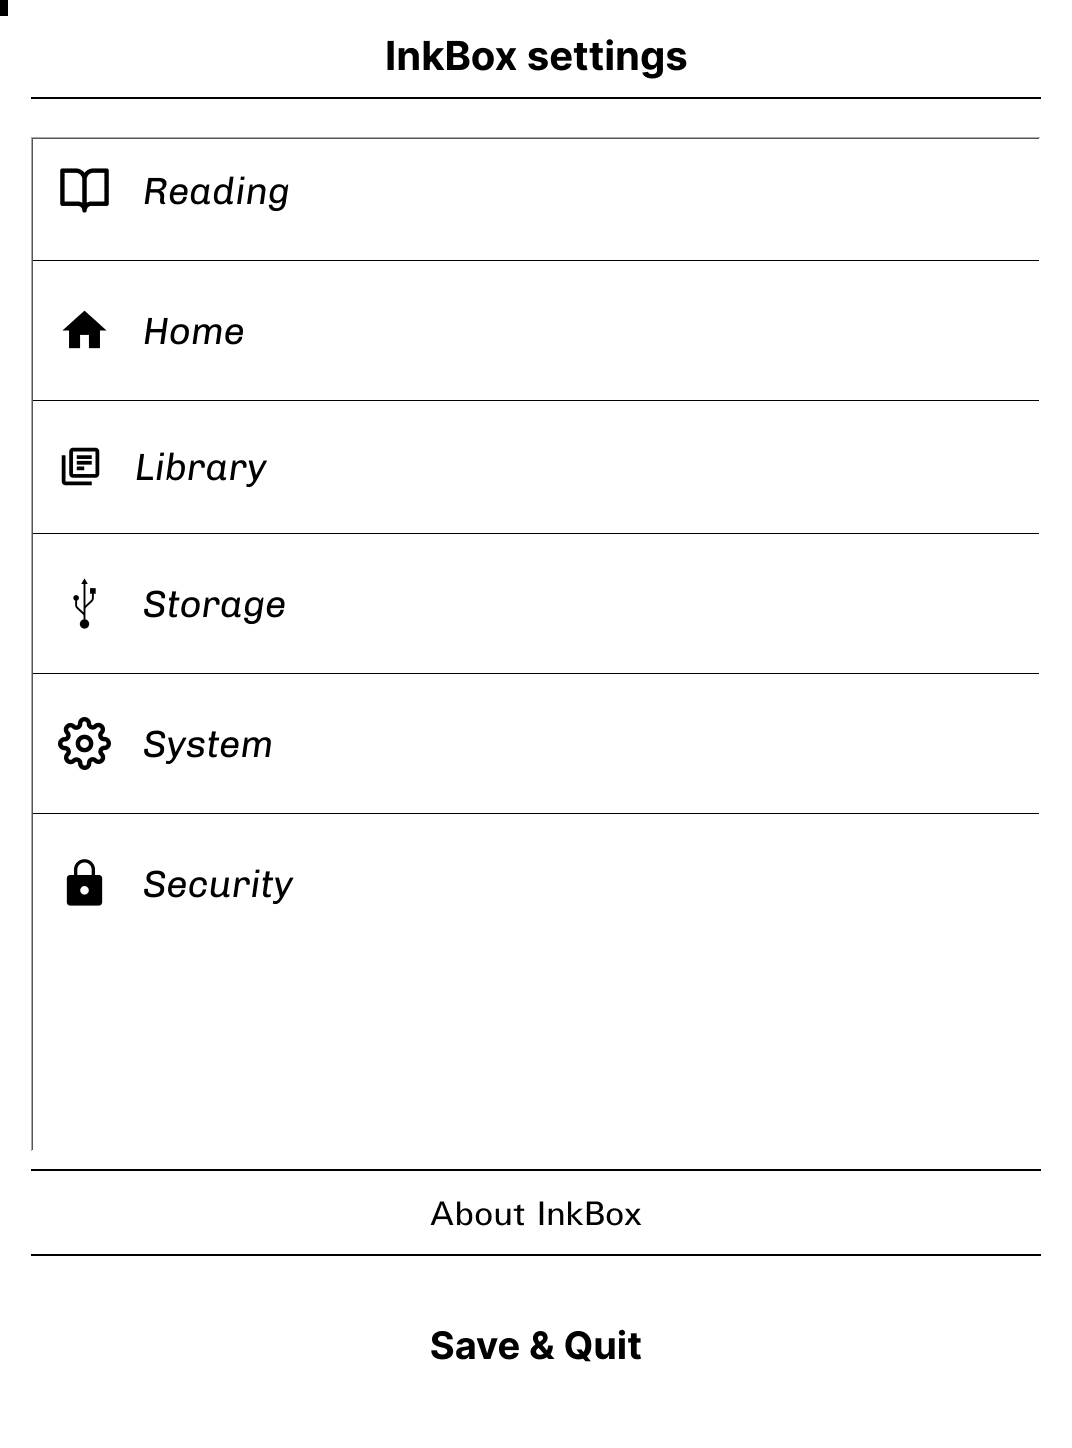 InkBox settings
Reading
Home
Library
Storage
System
Security
About InkBox
Save & Quit